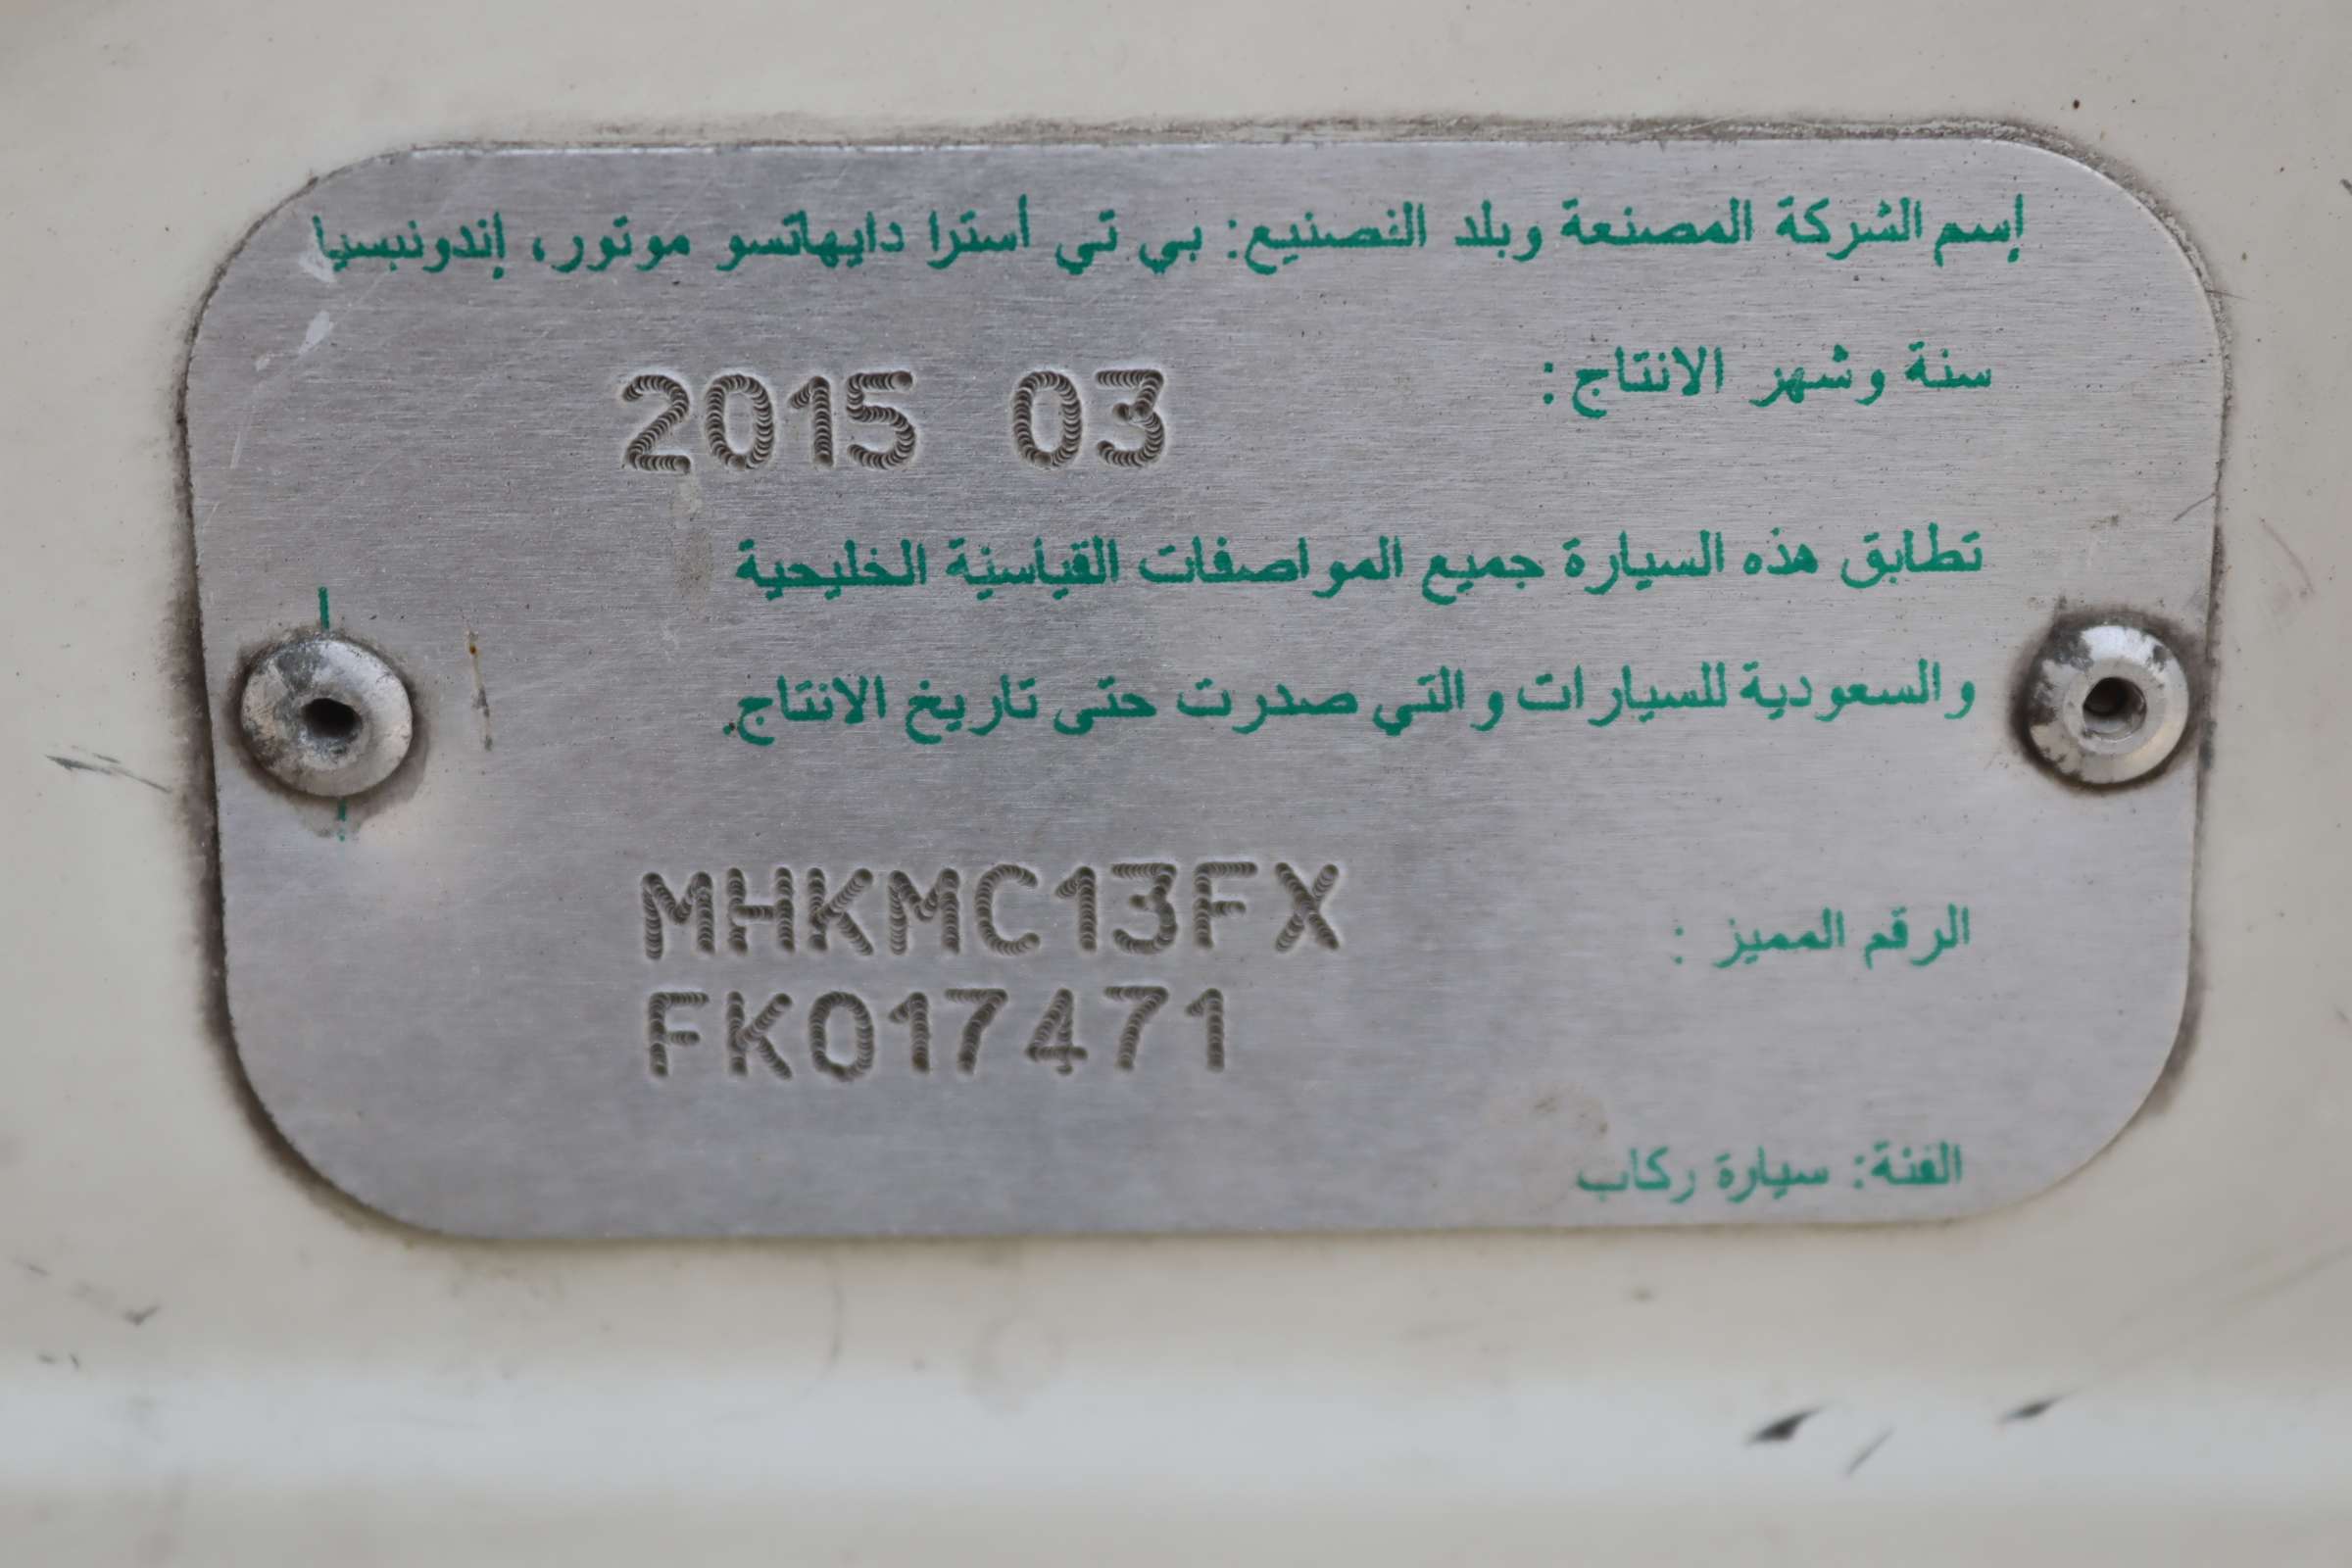 إسم الشركة المصنعة وبلد التصنيع: بي تي أسترا دايهاتسو موتور، إندونيسيا
سنة وشهر الانتاج: 2015 03
تطابق هذه السيارة جميع المواصفات القياسية الخليجية
والسعودية للسيارات والتي صدرت حتى تاريخ الانتاج.
الرقم المميز : MHKMC13FX
FK017471
الفئة: سيارة ركاب